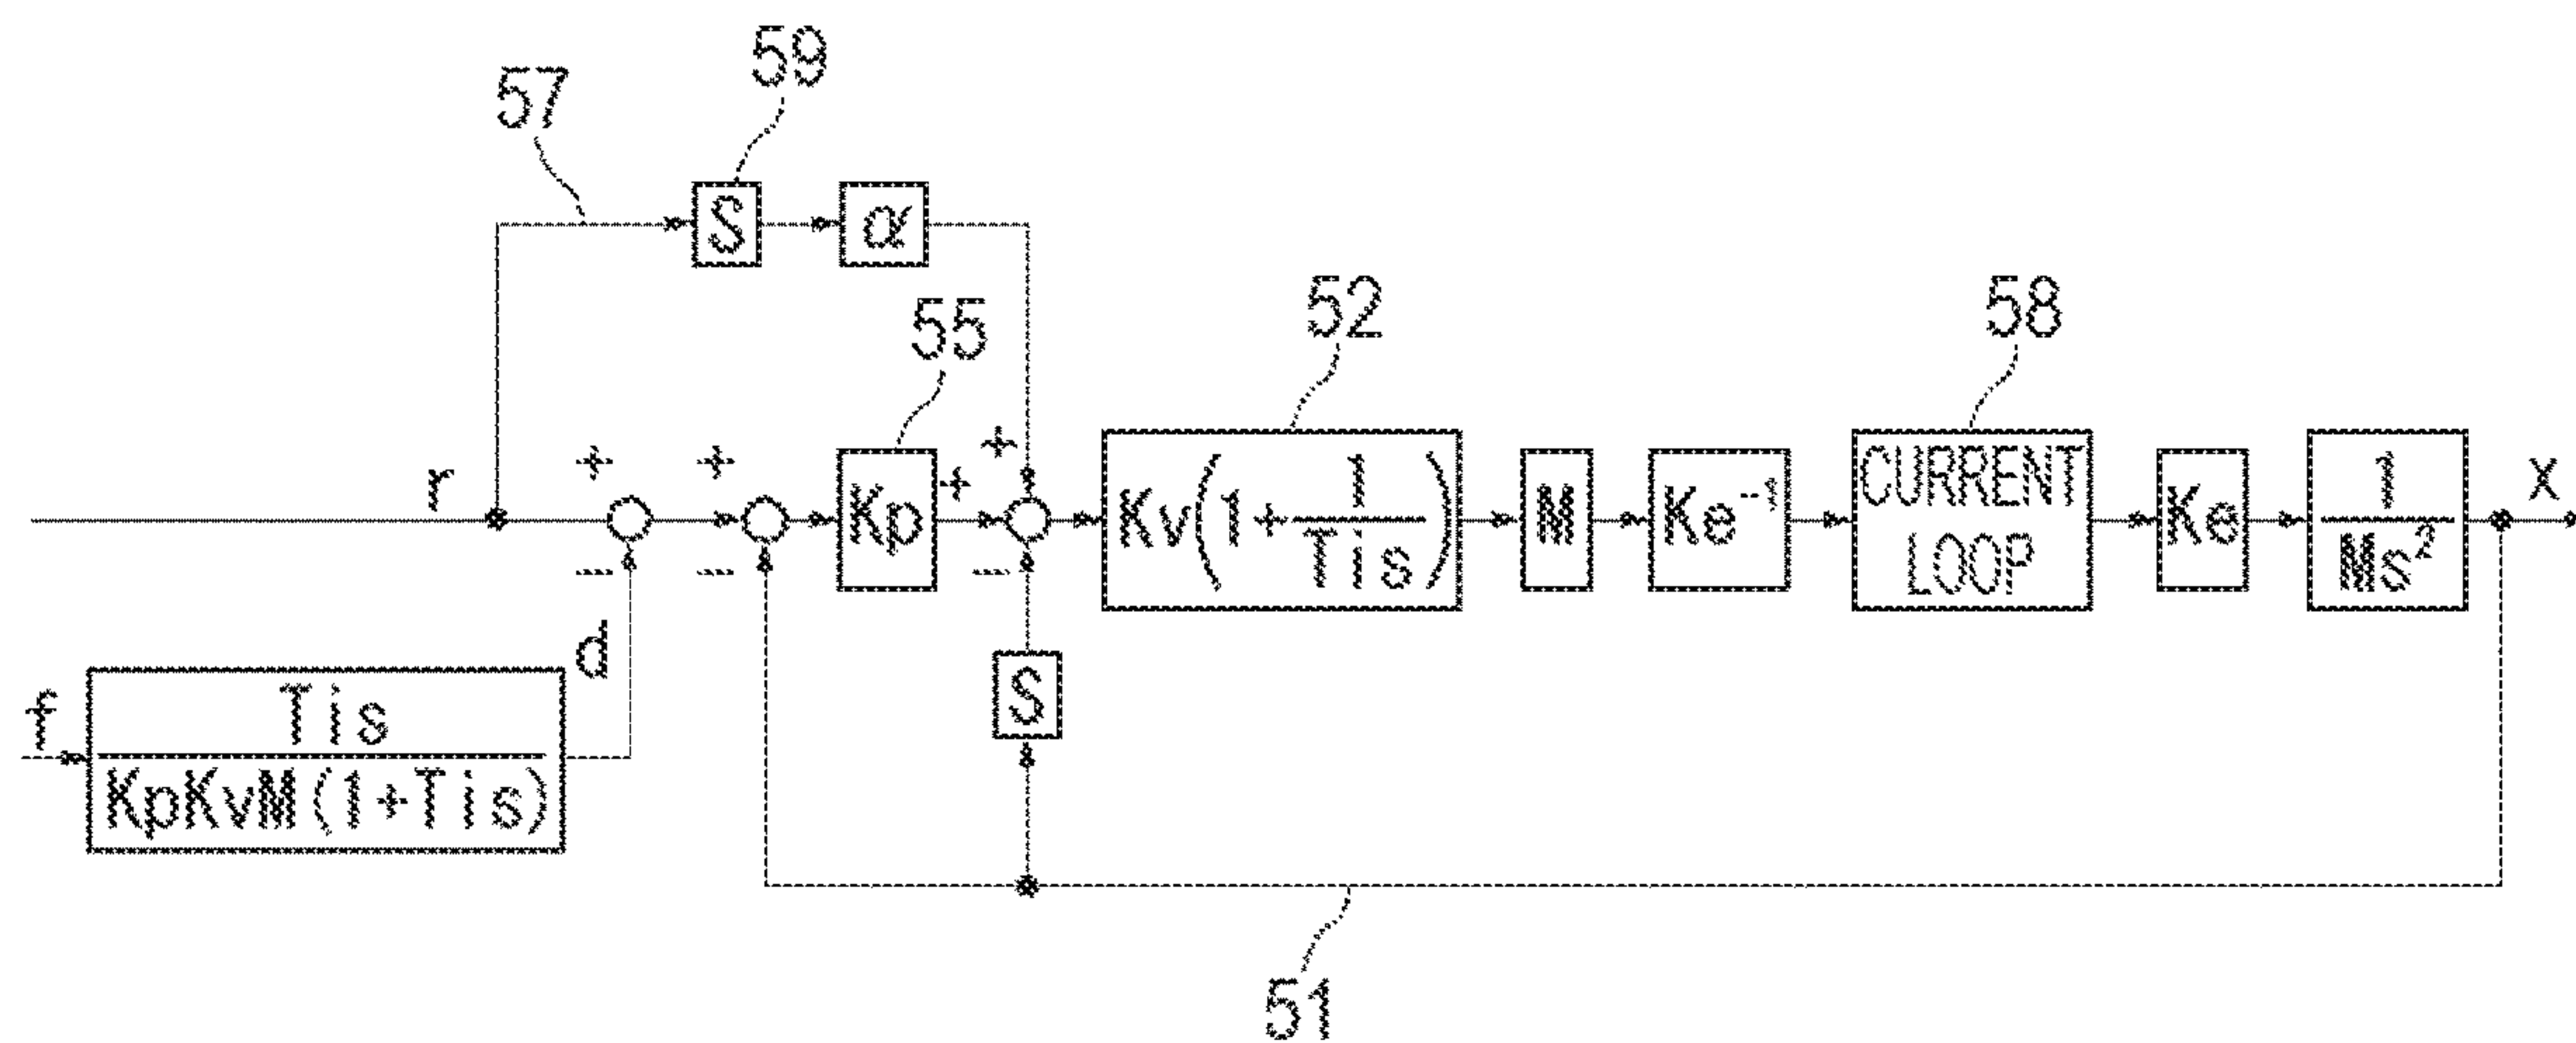 59
57
S
α
52
58
55
+
+
+
+
r
Kp
Kv(1+1/Tis)
M
Ke⁻¹
CURRENT
LOOP
Ke
1/Ms²
X
−
−
−
d
S
f
Tis/KpKvM(1+Tis)
51